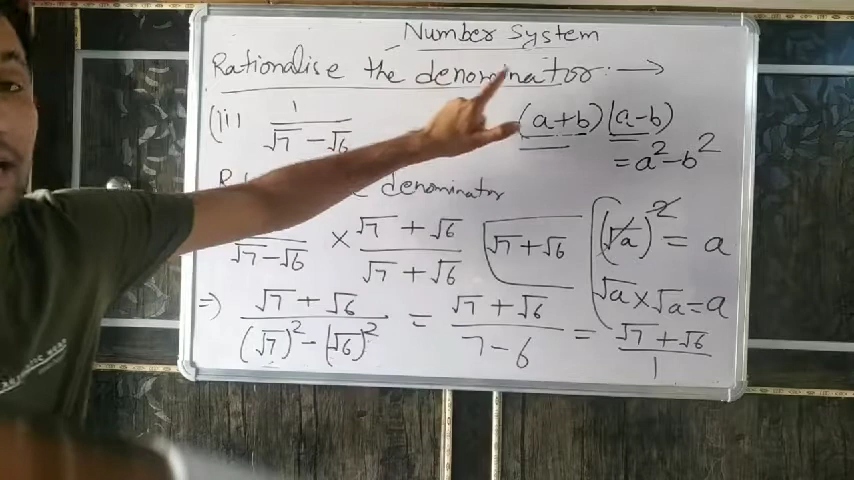 Number System
Rationalise the denominator :→
(ii) 1/(√7 - √6)
(a+b)(a-b)
= a² - b²
denominator
/(√7-√6) × (√7 + √6)/(√7 + √6)
√7 + √6
(√a)² = a
√a × √a = a
⇒ (√7 + √6)/((√7)² - (√6)²) = (√7 + √6)/(7 - 6) = (√7 + √6)/1